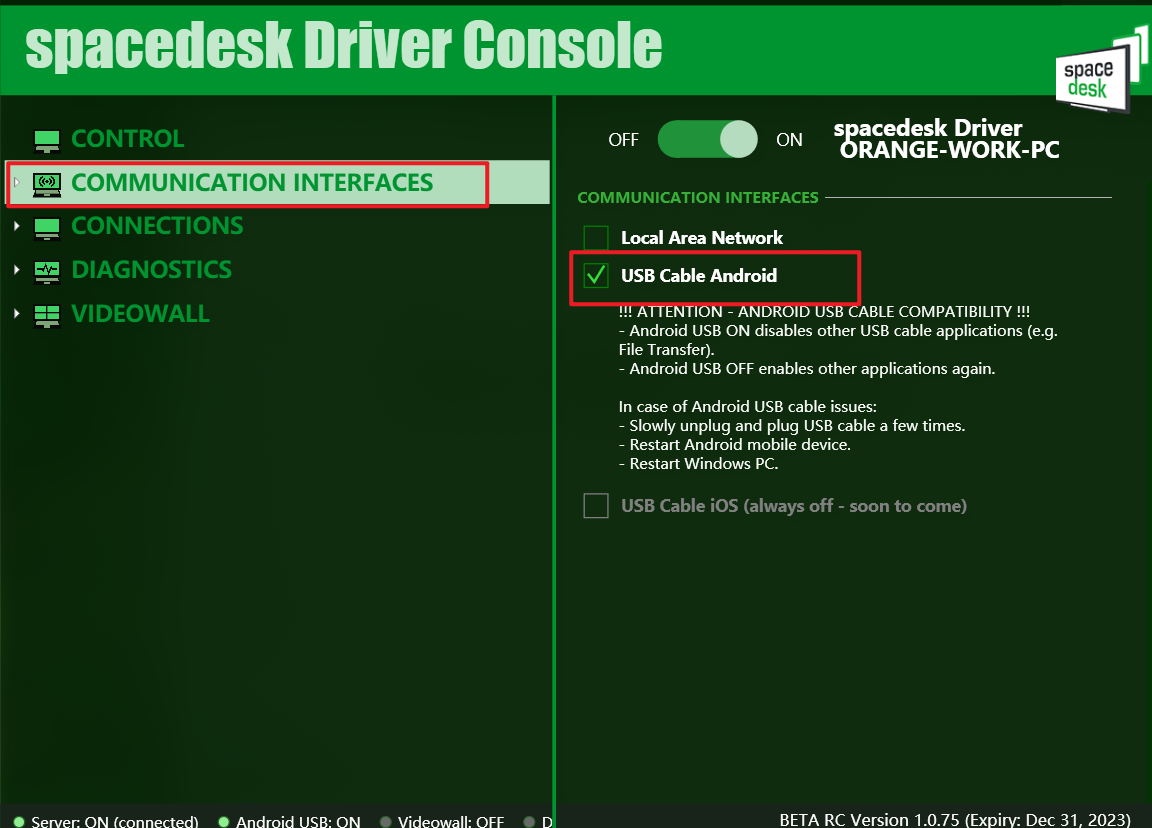 spacedesk Driver Console
space
desk
CONTROL
COMMUNICATION INTERFACES
CONNECTIONS
DIAGNOSTICS
VIDEOWALL
OFF
ON
spacedesk Driver
ORANGE-WORK-PC
COMMUNICATION INTERFACES
Local Area Network
USB Cable Android
!!! ATTENTION - ANDROID USB CABLE COMPATIBILITY !!!
- Android USB ON disables other USB cable applications (e.g.
File Transfer).
- Android USB OFF enables other applications again.
In case of Android USB cable issues:
- Slowly unplug and plug USB cable a few times.
- Restart Android mobile device.
- Restart Windows PC.
USB Cable iOS (always off - soon to come)
Server: ON (connected)
Android USB: ON
Videowall: OFF
D
BETA RC Version 1.0.75 (Expiry: Dec 31, 2023)